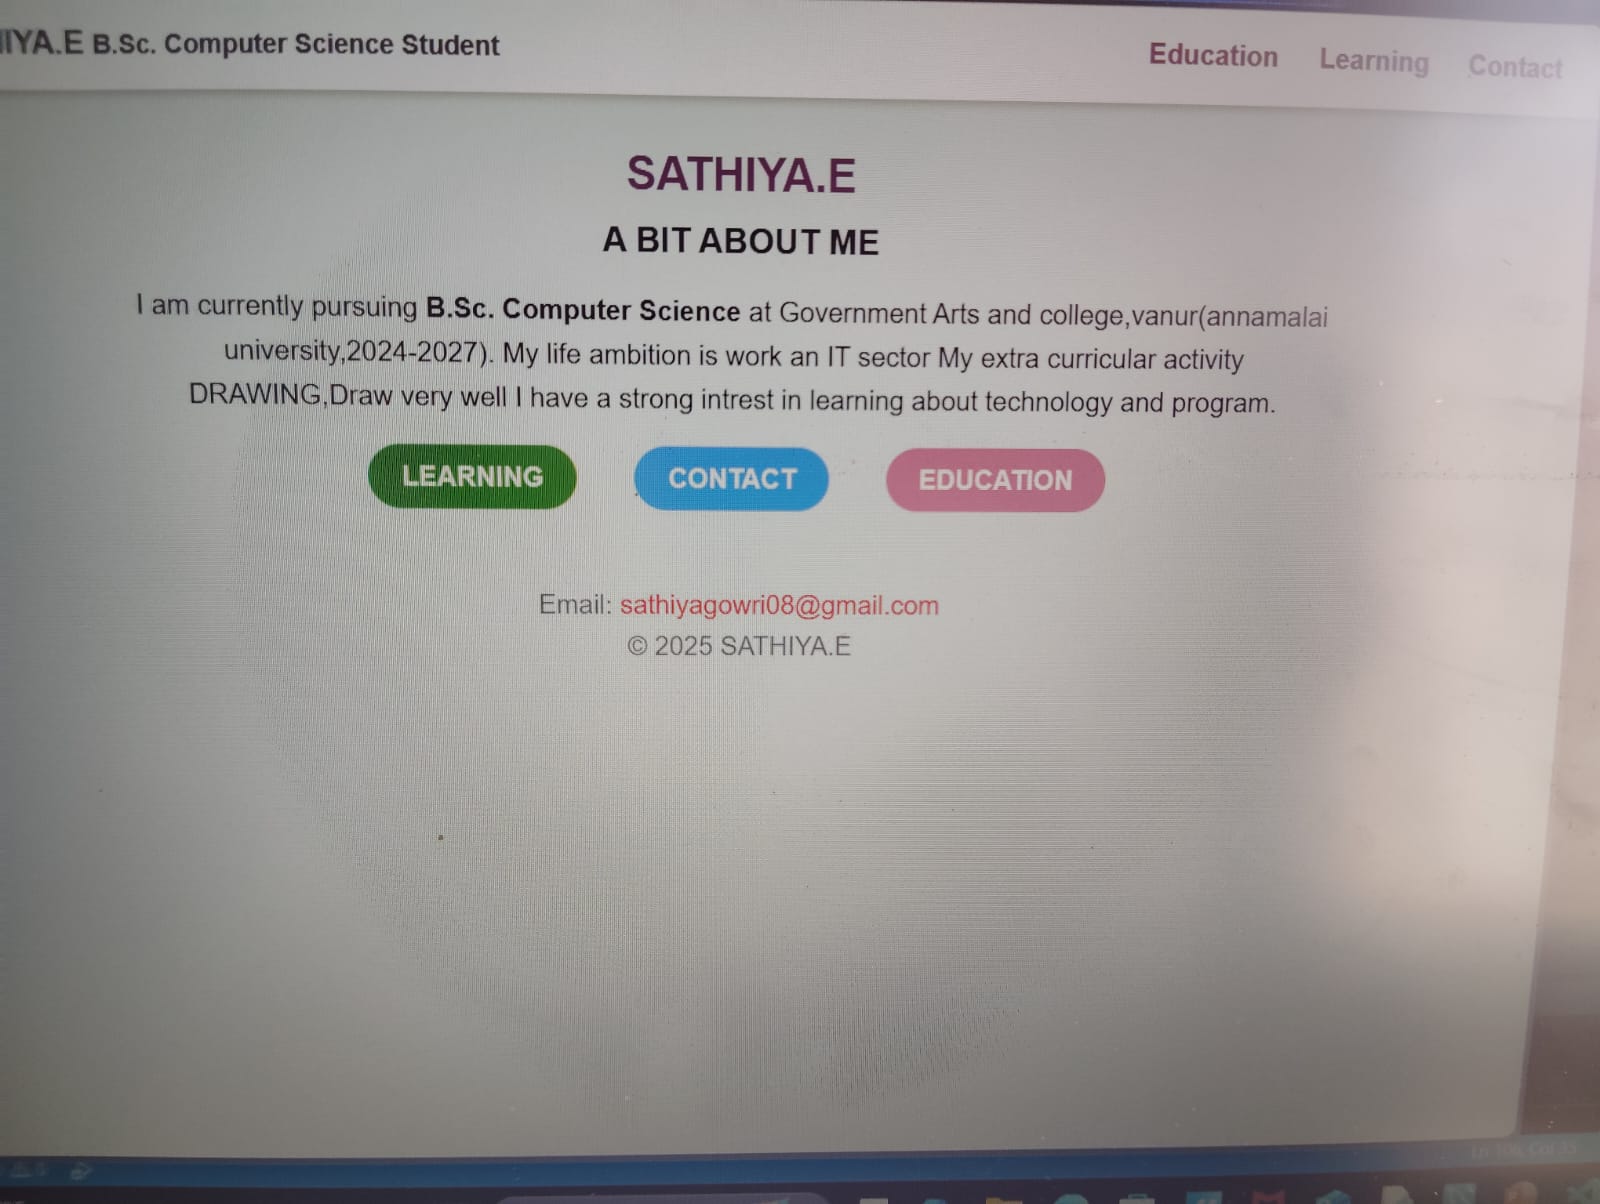 IYA.E B.Sc. Computer Science Student
Education Learning Contact
SATHIYA.E
A BIT ABOUT ME
I am currently pursuing B.Sc. Computer Science at Government Arts and college,vanur(annamalai
university,2024-2027). My life ambition is work an IT sector My extra curricular activity
DRAWING,Draw very well I have a strong intrest in learning about technology and program.
LEARNING CONTACT EDUCATION
Email: sathiyagowri08@gmail.com
© 2025 SATHIYA.E